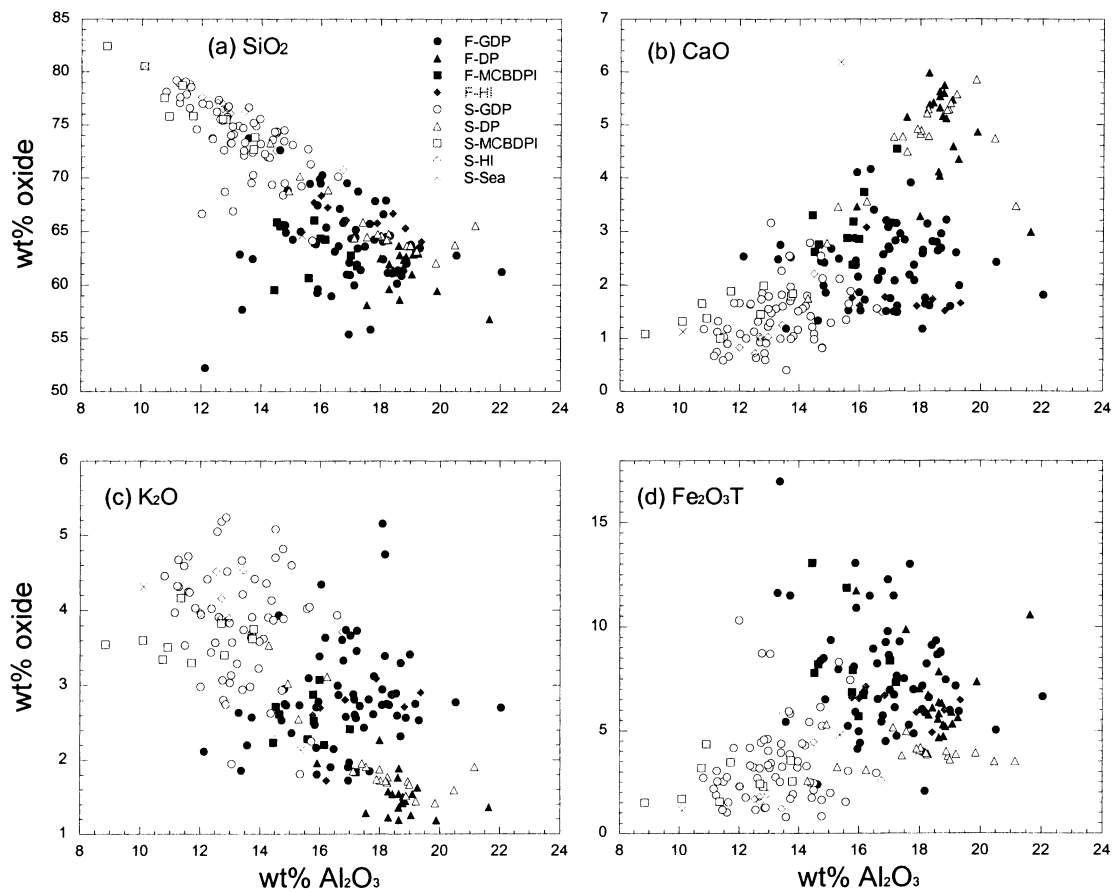 (a) SiO₂
F-GDP
F-DP
F-MCBDPI
F-HI
S-GDP
S-DP
S-MCBDPI
S-HI
S-Sea
wt% oxide
85
80
75
70
65
60
55
50
8 10 12 14 16 18 20 22 24
(b) CaO
7
6
5
4
3
2
1
0
8 10 12 14 16 18 20 22 24
(c) K₂O
wt% oxide
6
5
4
3
2
1
8 10 12 14 16 18 20 22 24
wt% Al₂O₃
(d) Fe₂O₃T
15
10
5
0
8 10 12 14 16 18 20 22 24
wt% Al₂O₃